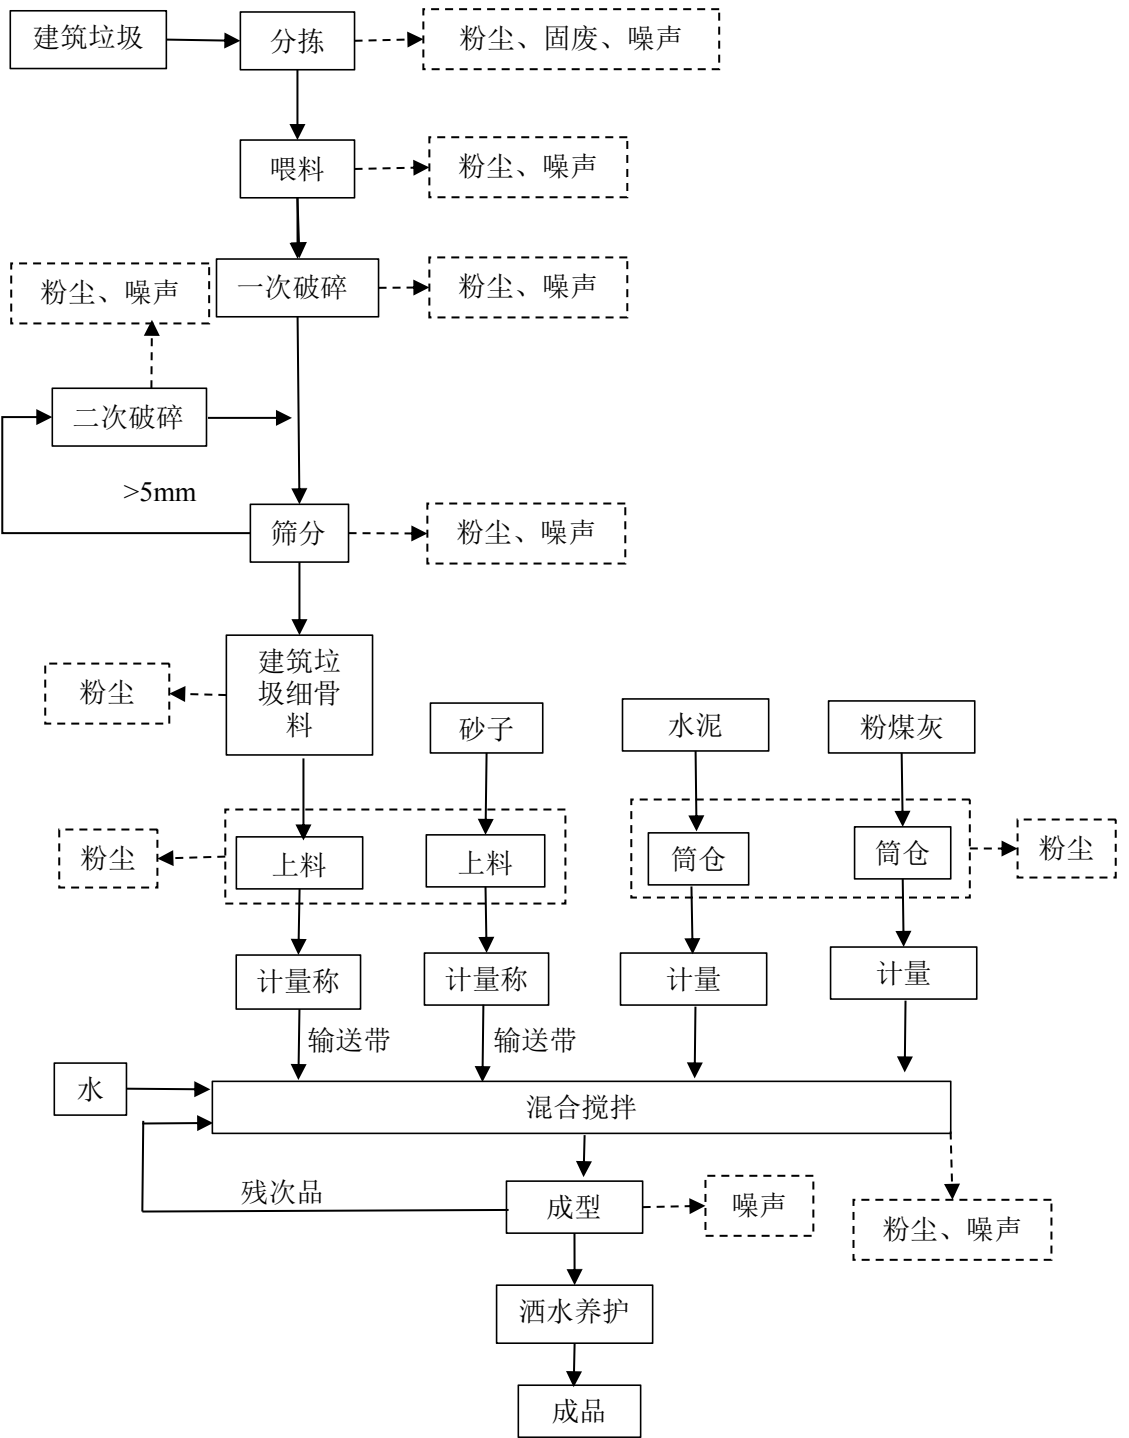 建筑垃圾
分拣
粉尘、固废、噪声
喂料
粉尘、噪声
粉尘、噪声
一次破碎
粉尘、噪声
二次破碎
>5mm
筛分
粉尘、噪声
建筑垃
圾细骨
料
粉尘
砂子
水泥
粉煤灰
粉尘
上料
上料
筒仓
筒仓
粉尘
计量称
计量称
计量
计量
输送带
输送带
水
混合搅拌
残次品
成型
噪声
粉尘、噪声
洒水养护
成品